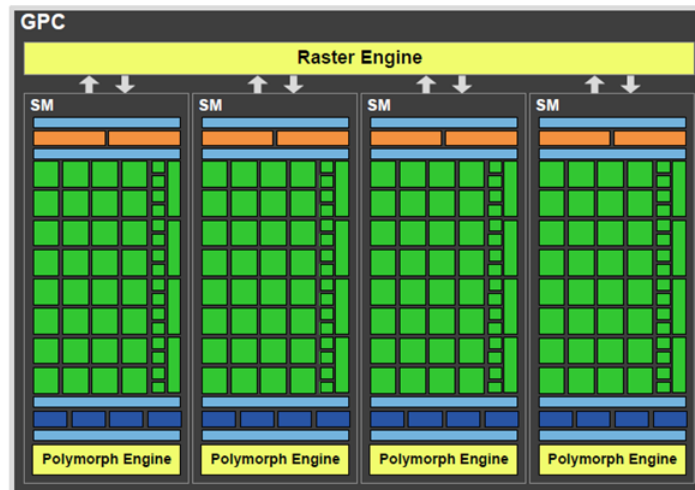 GPC
Raster Engine
SM SM SM SM
Polymorph Engine Polymorph Engine Polymorph Engine Polymorph Engine